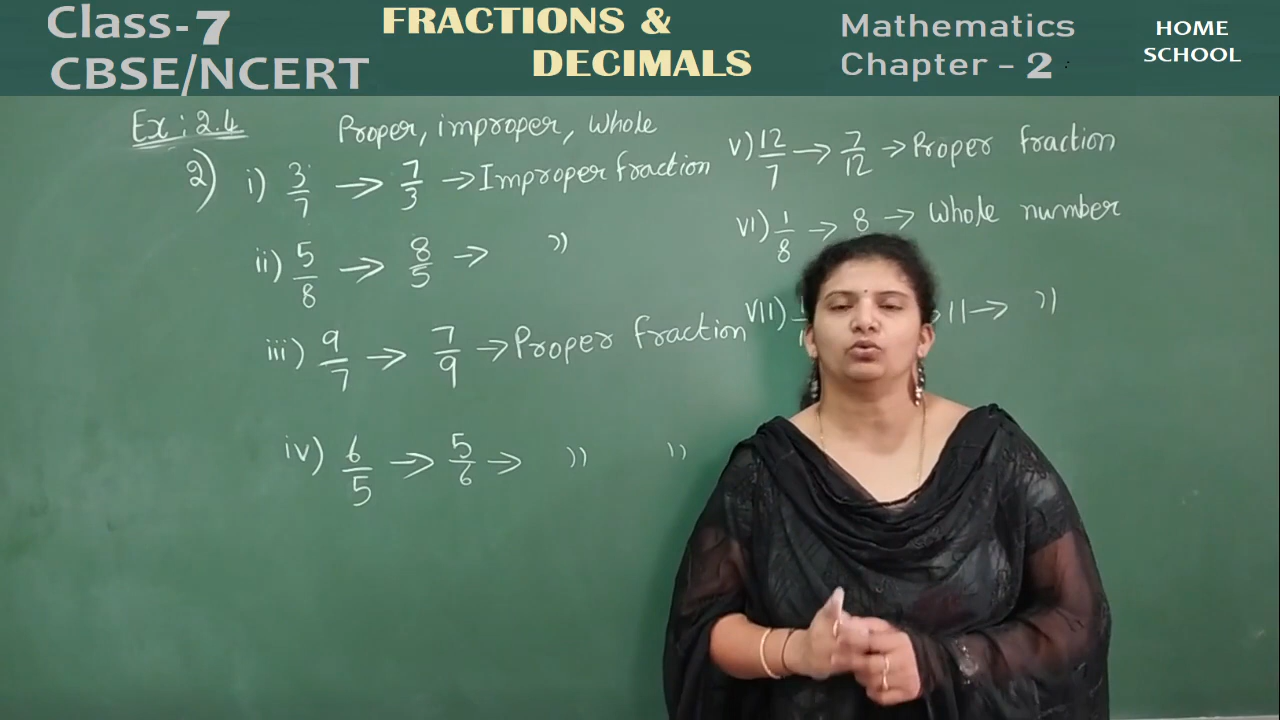 Class-7
CBSE/NCERT
FRACTIONS &
DECIMALS
Mathematics
Chapter - 2
HOME
SCHOOL
Ex: 2.4
Proper, improper, Whole
2) i) 3/7 → 7/3 → Improper fraction
ii) 5/8 → 8/5 → ))
iii) 9/7 → 7/9 → Proper fraction
iv) 6/5 → 5/6 → )) ))
v) 12/7 → 7/12 → Proper fraction
vi) 1/8 → 8 → Whole number
vii) 11 → ))